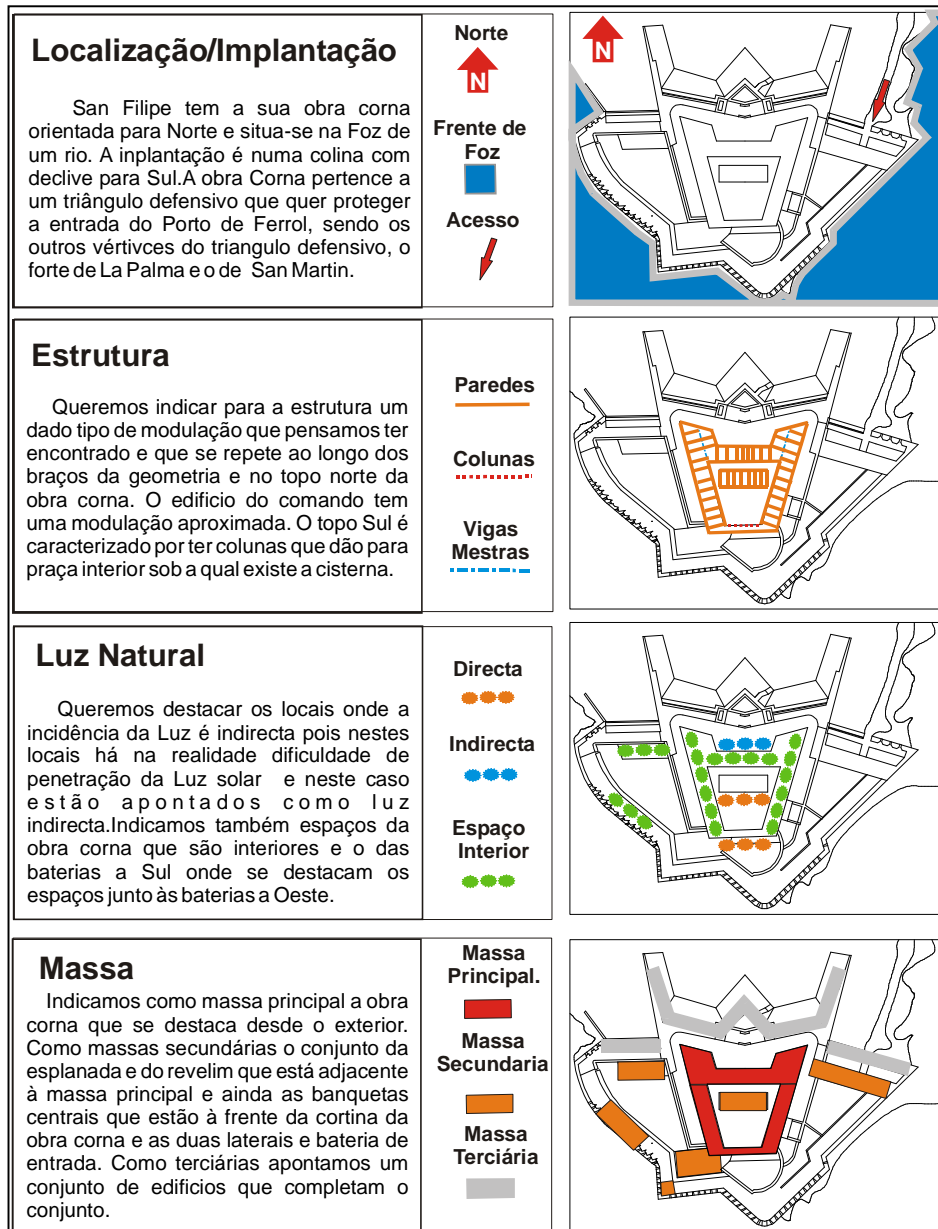 Localização/Implantação
San Filipe tem a sua obra corna
orientada para Norte e situa-se na Foz de
um rio. A inplantação é numa colina com
declive para Sul.A obra Corna pertence a
um triângulo defensivo que quer proteger
a entrada do Porto de Ferrol, sendo os
outros vértivces do triangulo defensivo, o
forte de La Palma e o de San Martin.
Norte
N
Frente de
Foz
Acesso
N
Estrutura
Queremos indicar para a estrutura um
dado tipo de modulação que pensamos ter
encontrado e que se repete ao longo dos
braços da geometria e no topo norte da
obra corna. O edificio do comando tem
uma modulação aproximada. O topo Sul é
caracterizado por ter colunas que dão para
praça interior sob a qual existe a cisterna.
Paredes
Colunas
Vigas
Mestras
Luz Natural
Queremos destacar os locais onde a
incidência da Luz é indirecta pois nestes
locais há na realidade dificuldade de
penetração da Luz solar e neste caso
estão apontados como luz
indirecta.Indicamos também espaços da
obra corna que são interiores e o das
baterias a Sul onde se destacam os
espaços junto às baterias a Oeste.
Directa
Indirecta
Espaço
Interior
Massa
Indicamos como massa principal a obra
corna que se destaca desde o exterior.
Como massas secundárias o conjunto da
esplanada e do revelim que está adjacente
à massa principal e ainda as banquetas
centrais que estão à frente da cortina da
obra corna e as duas laterais e bateria de
entrada. Como terciárias apontamos um
conjunto de edificios que completam o
conjunto.
Massa
Principal.
Massa
Secundaria
Massa
Terciária